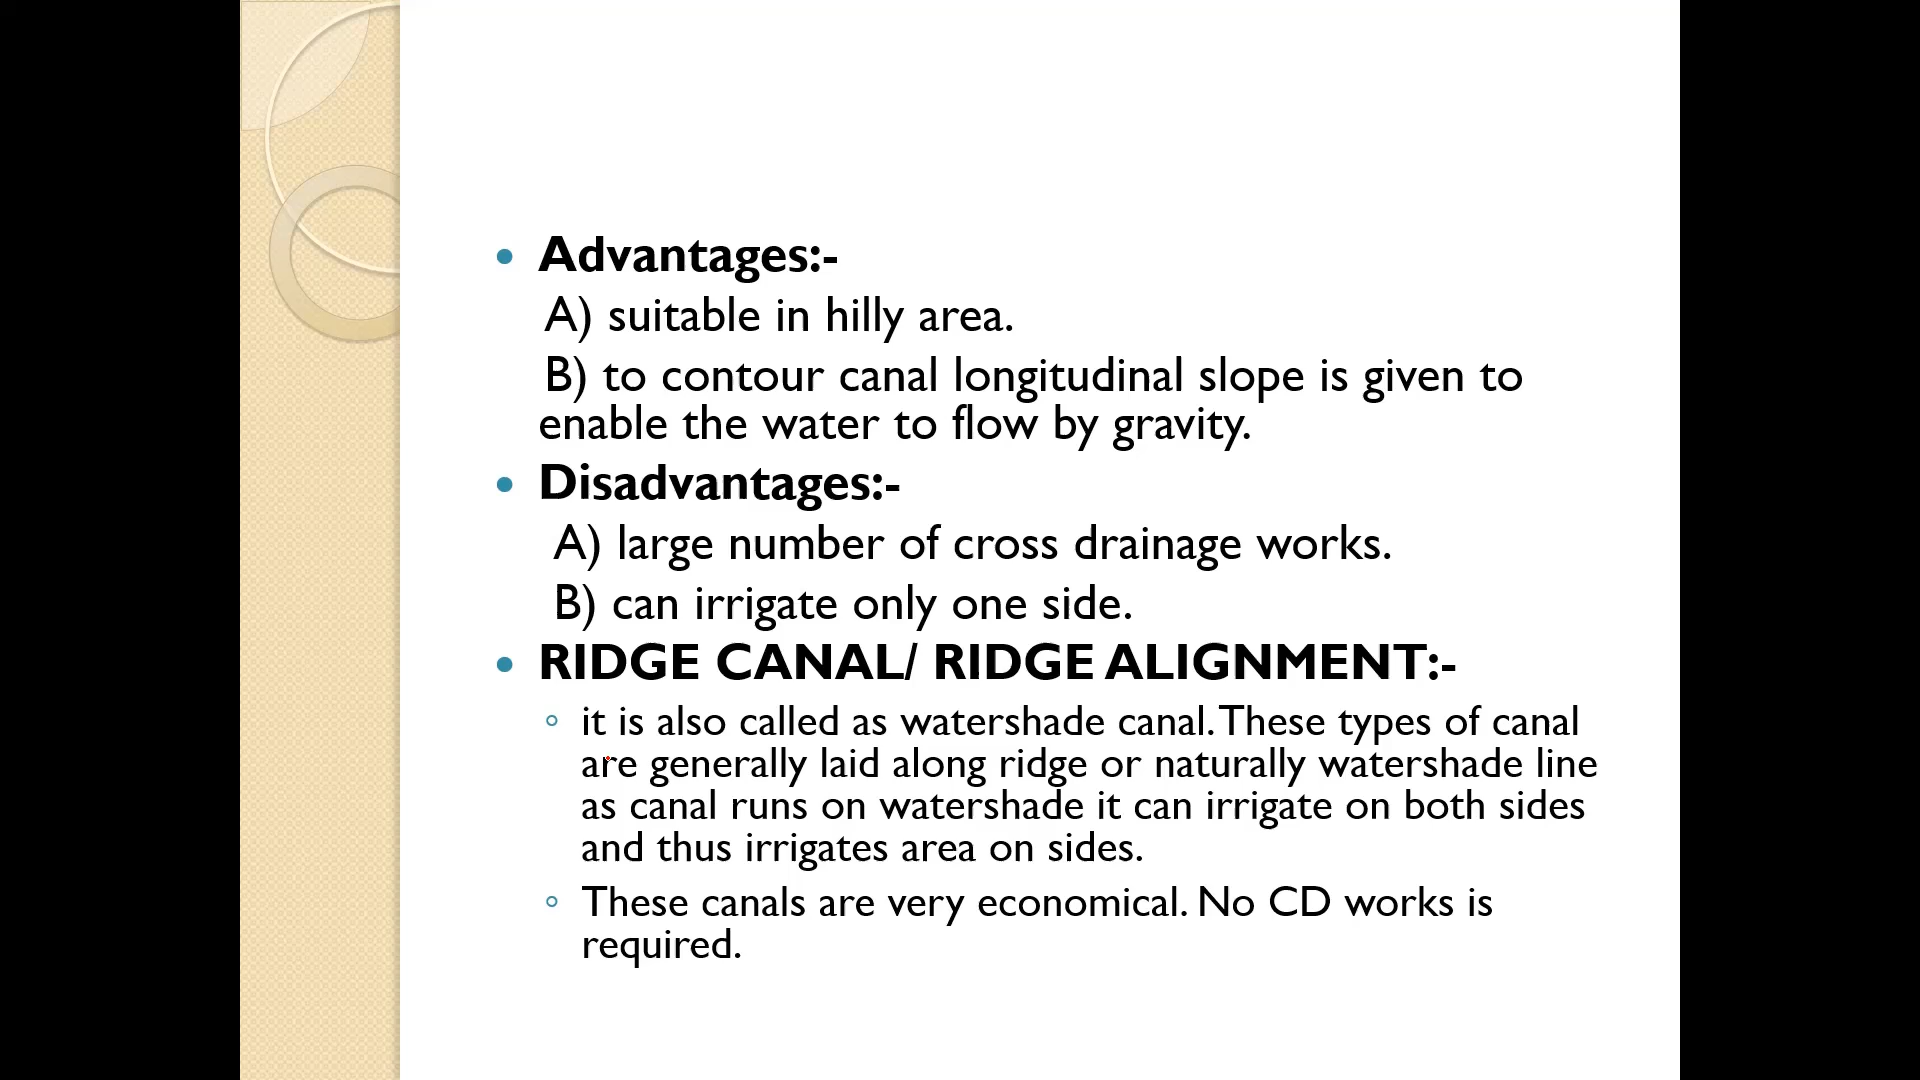 Advantages:-
A) suitable in hilly area.
B) to contour canal longitudinal slope is given to
enable the water to flow by gravity.
Disadvantages:-
A) large number of cross drainage works.
B) can irrigate only one side.
RIDGE CANAL/ RIDGE ALIGNMENT:-
it is also called as watershade canal. These types of canal
are generally laid along ridge or naturally watershade line
as canal runs on watershade it can irrigate on both sides
and thus irrigates area on sides.
These canals are very economical. No CD works is
required.